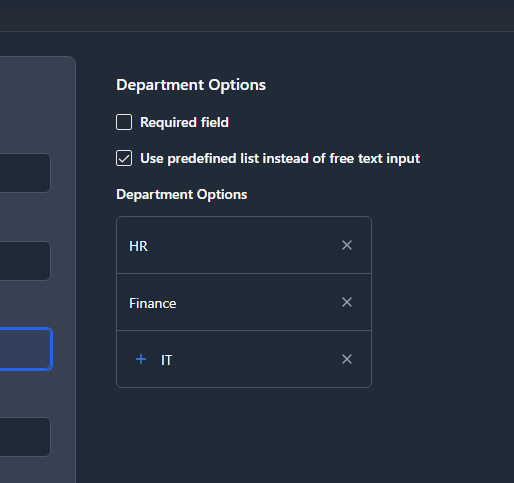 Department Options
Required field
Use predefined list instead of free text input
Department Options
HR
Finance
IT